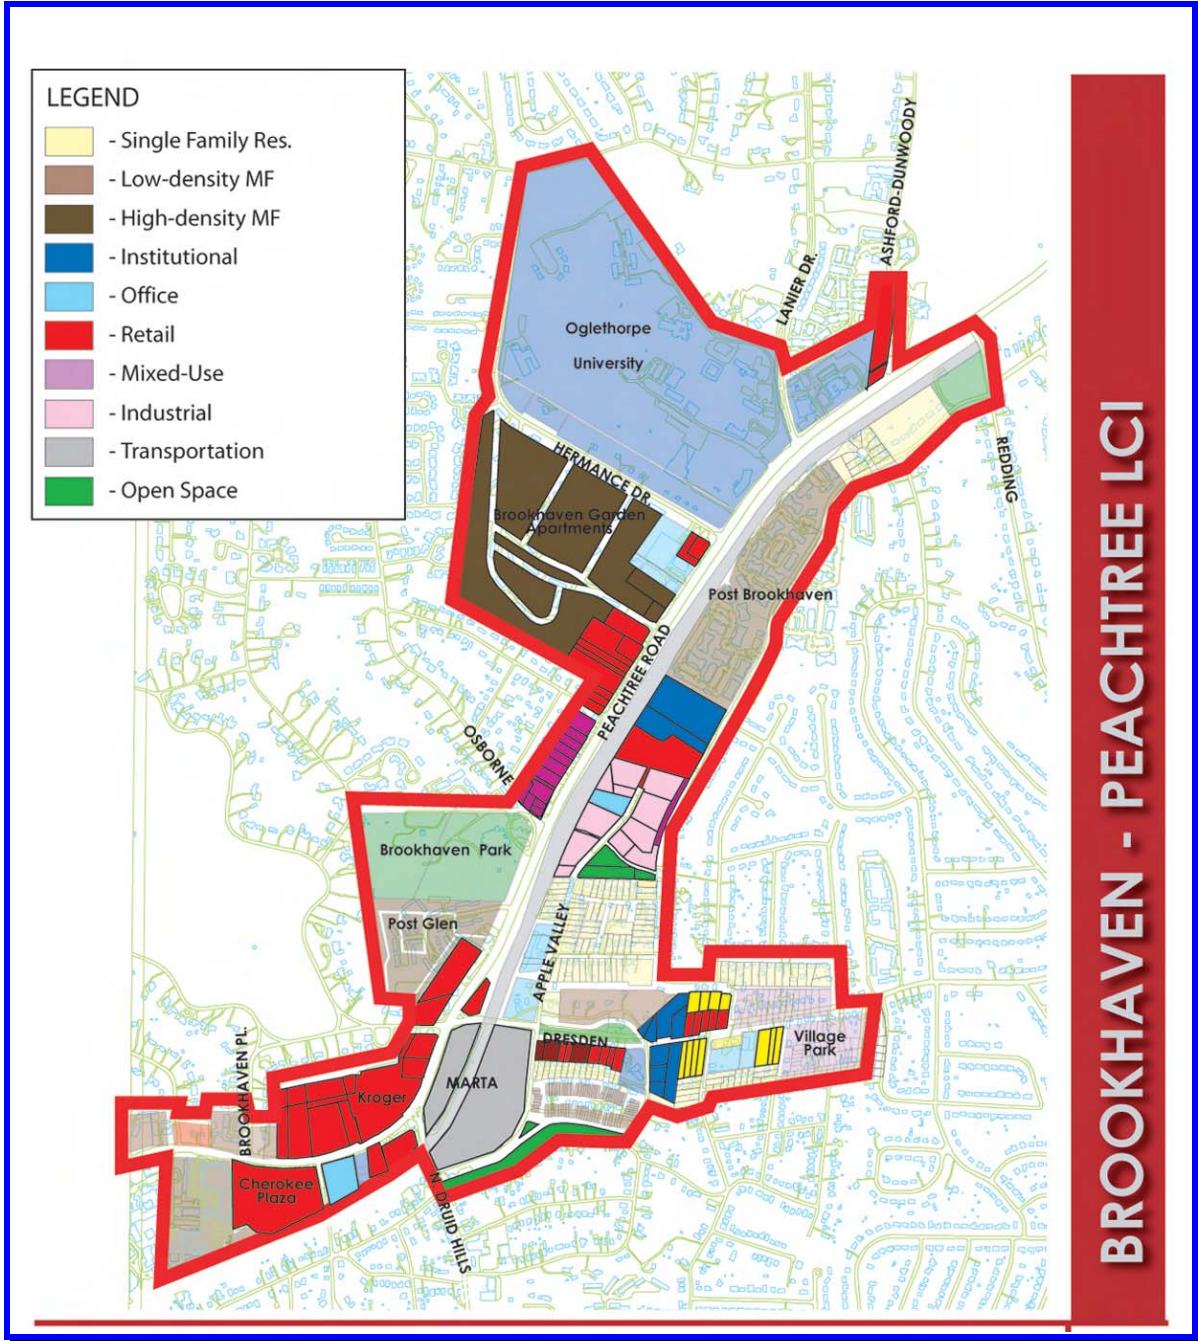 LEGEND
- Single Family Res.
- Low-density MF
- High-density MF
- Institutional
- Office
- Retail
- Mixed-Use
- Industrial
- Transportation
- Open Space
ASHFORD-DUNWOODY
LANIER DR.
Oglethorpe
University
REDDING
HERMANCE DR.
Brookhaven Garden
Apartments
Post Brookhaven
PEACHTREE ROAD
OSBORNE
Brookhaven Park
Post Glen
APPLE VALLEY
DRESDEN
Village
Park
MARTA
BROOKHAVEN PL.
Kroger
Cherokee
Plaza
N. DRUID HILLS
BROOKHAVEN - PEACHTREE LCI